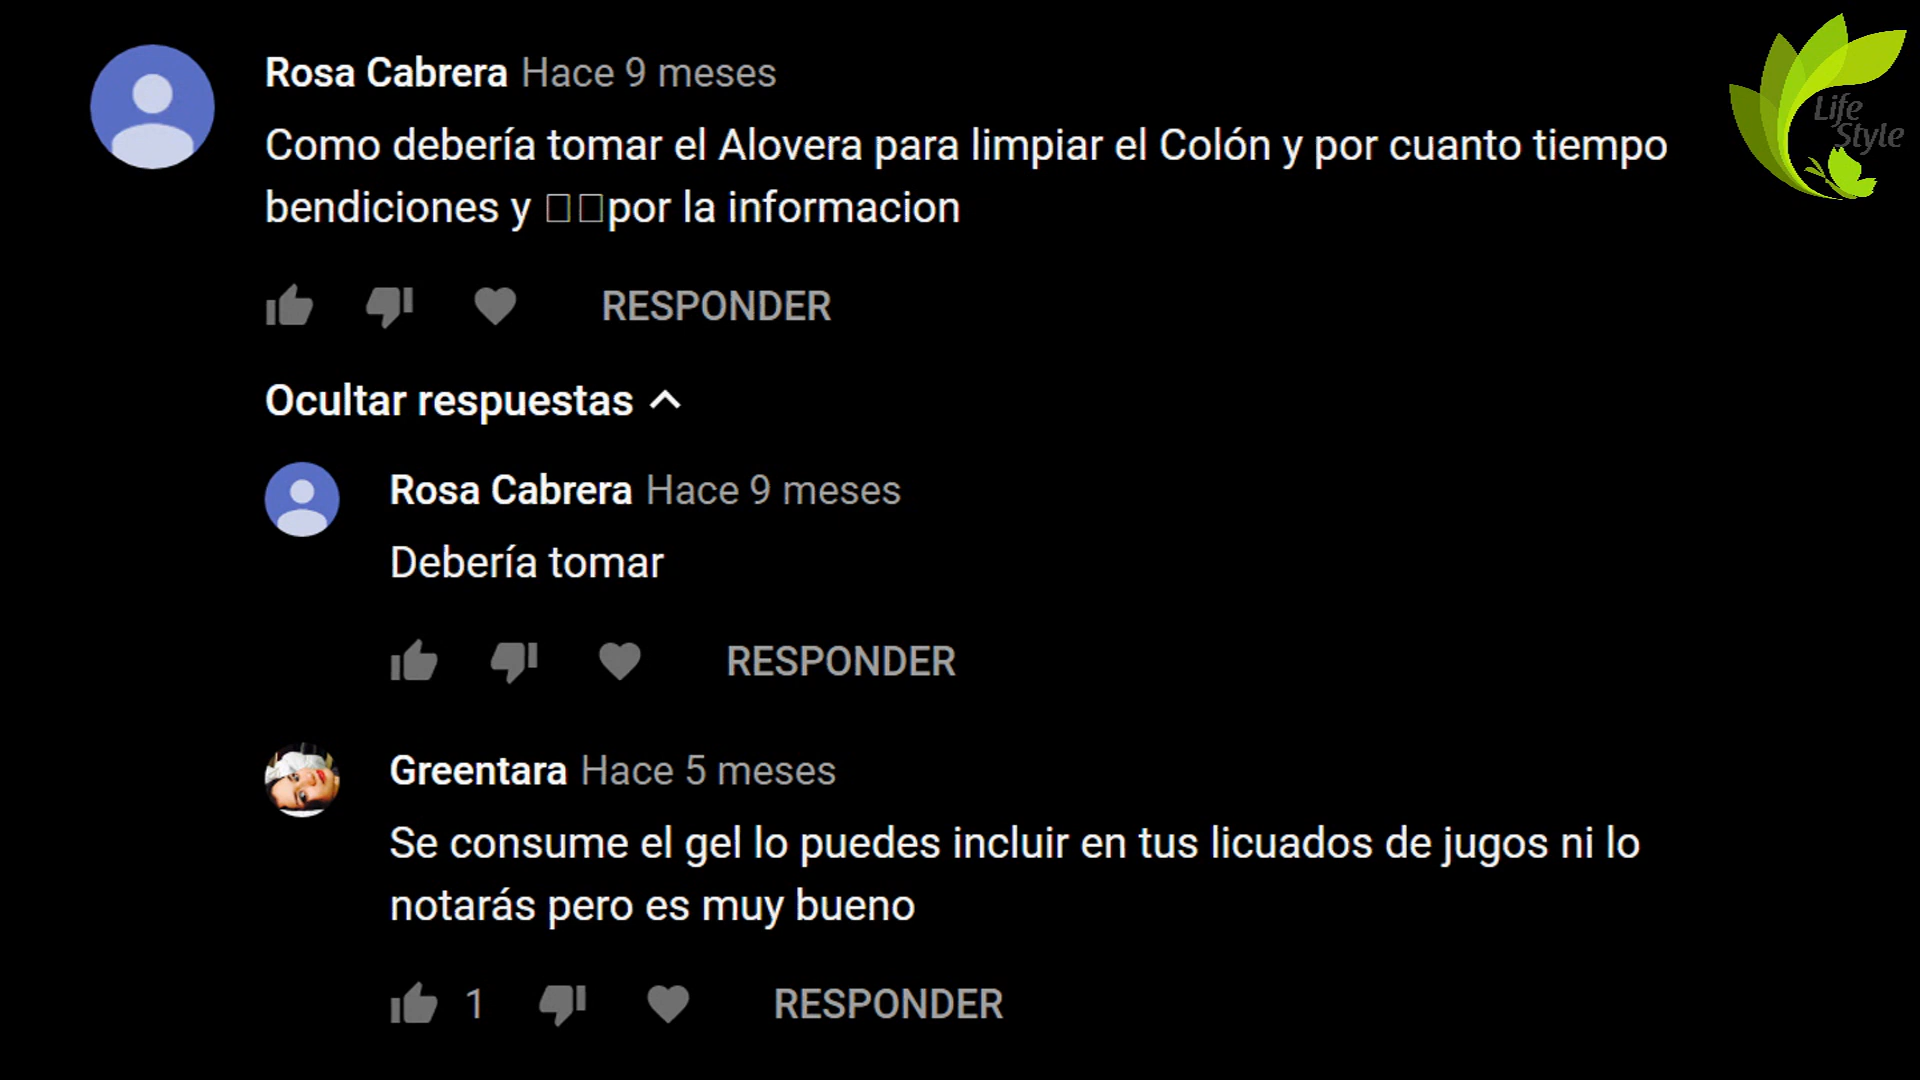 Rosa Cabrera Hace 9 meses
Como debería tomar el Alovera para limpiar el Colón y por cuanto tiempo
bendiciones y □□por la informacion
RESPONDER
Ocultar respuestas
Rosa Cabrera Hace 9 meses
Debería tomar
RESPONDER
Greentara Hace 5 meses
Se consume el gel lo puedes incluir en tus licuados de jugos ni lo
notarás pero es muy bueno
1 RESPONDER
Life
Style